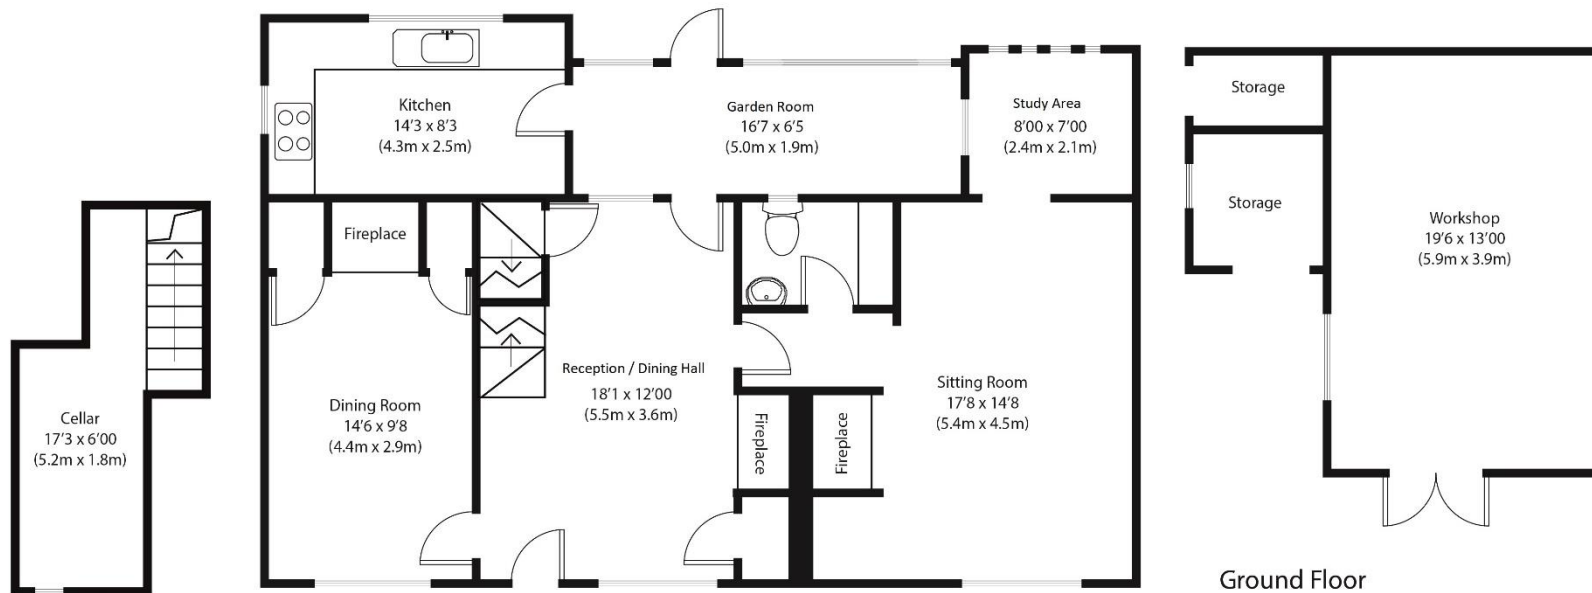 Cellar
17'3 x 6'00
(5.2m x 1.8m)
Kitchen
14'3 x 8'3
(4.3m x 2.5m)
Fireplace
Dining Room
14'6 x 9'8
(4.4m x 2.9m)
Garden Room
16'7 x 6'5
(5.0m x 1.9m)
Reception / Dining Hall
18'1 x 12'00
(5.5m x 3.6m)
Fireplace
Fireplace
Study Area
8'00 x 7'00
(2.4m x 2.1m)
Sitting Room
17'8 x 14'8
(5.4m x 4.5m)
Storage
Storage
Workshop
19'6 x 13'00
(5.9m x 3.9m)
Ground Floor